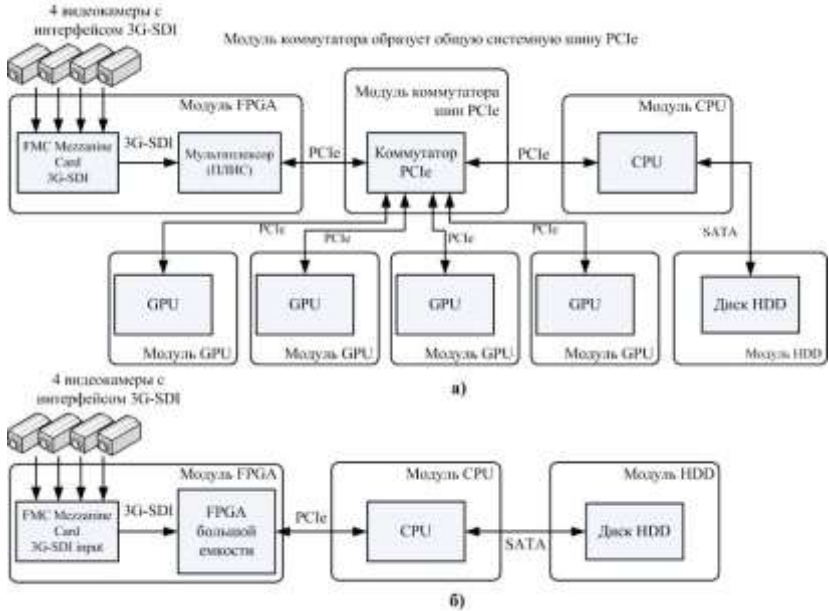 4 видеокамеры с
интерфейсом 3G-SDI
Модуль коммутатора образует общую системную шину PCIe
Модуль FPGA
Модуль коммутатора
шин PCIe
Модуль CPU
FMC Mezzanine
Card
3G-SDI
3G-SDI
Мультиплексор
(ПЛИС)
PCIe
Коммутатор
PCIe
PCIe
CPU
PCIe
PCIe
PCIe
PCIe
SATA
GPU
GPU
GPU
GPU
Диск HDD
Модуль GPU
Модуль GPU
Модуль GPU
Модуль GPU
Модуль HDD
а)
4 видеокамеры с
интерфейсом 3G-SDI
Модуль FPGA
Модуль CPU
Модуль HDD
FMC Mezzanine
Card
3G-SDI input
3G-SDI
FPGA
большой
емкости
PCIe
CPU
SATA
Диск HDD
б)